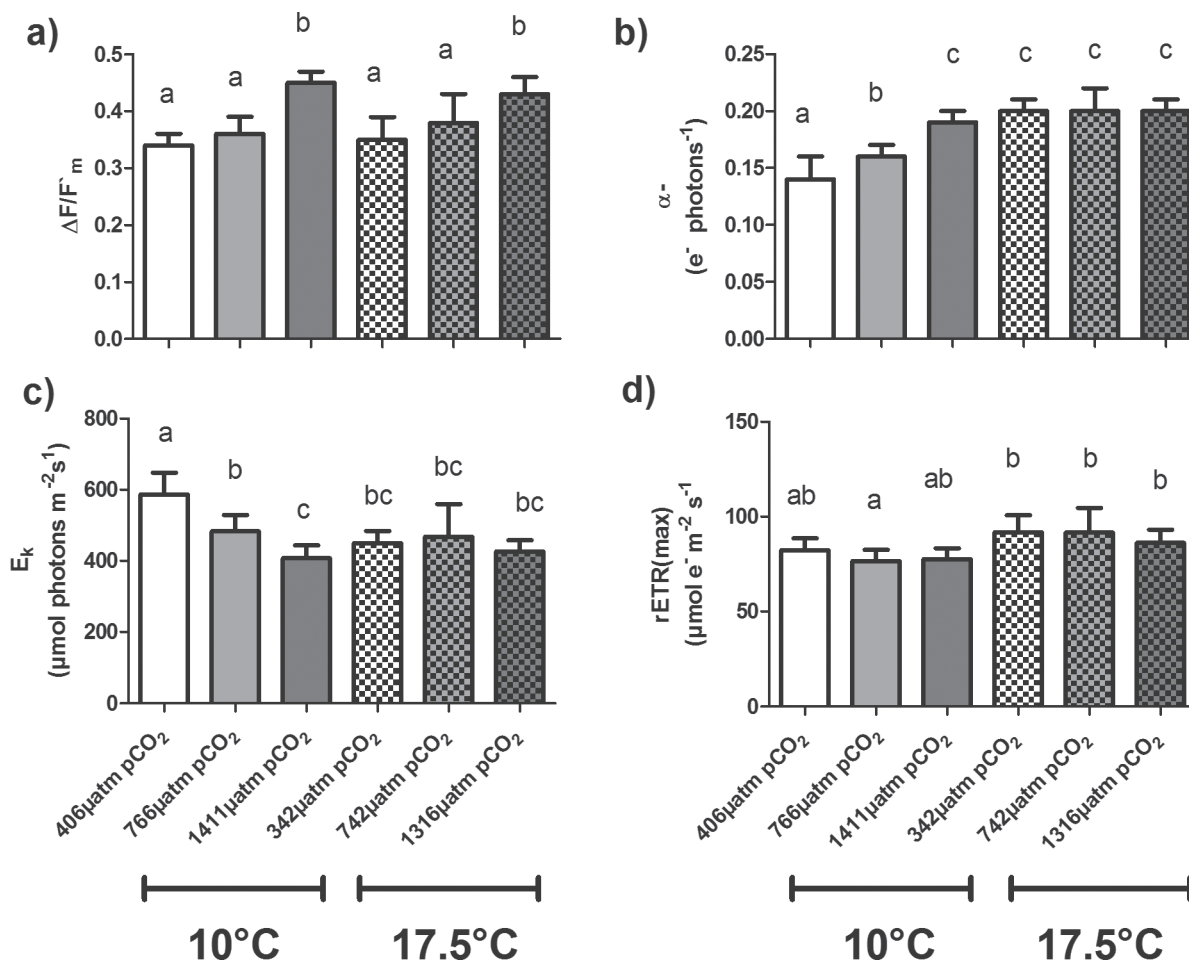 a)
b
a
a
a
a
b
0.5
0.4
0.3
0.2
0.1
0.0
ΔF/F`m
b)
a
b
c
c
c
c
0.25
0.20
0.15
0.10
0.05
0.00
α-
(e⁻ photons⁻¹)
c)
a
b
c
bc
bc
bc
800
600
400
200
0
Eₖ
(µmol photons m⁻²s¹)
406µatm pCO₂
766µatm pCO₂
1411µatm pCO₂
342µatm pCO₂
742µatm pCO₂
1316µatm pCO₂
10°C
17.5°C
d)
ab
a
ab
b
b
b
150
100
50
0
rETR(max)
(µmol e⁻ m⁻² s⁻¹)
406µatm pCO₂
766µatm pCO₂
1411µatm pCO₂
342µatm pCO₂
742µatm pCO₂
1316µatm pCO₂
10°C
17.5°C